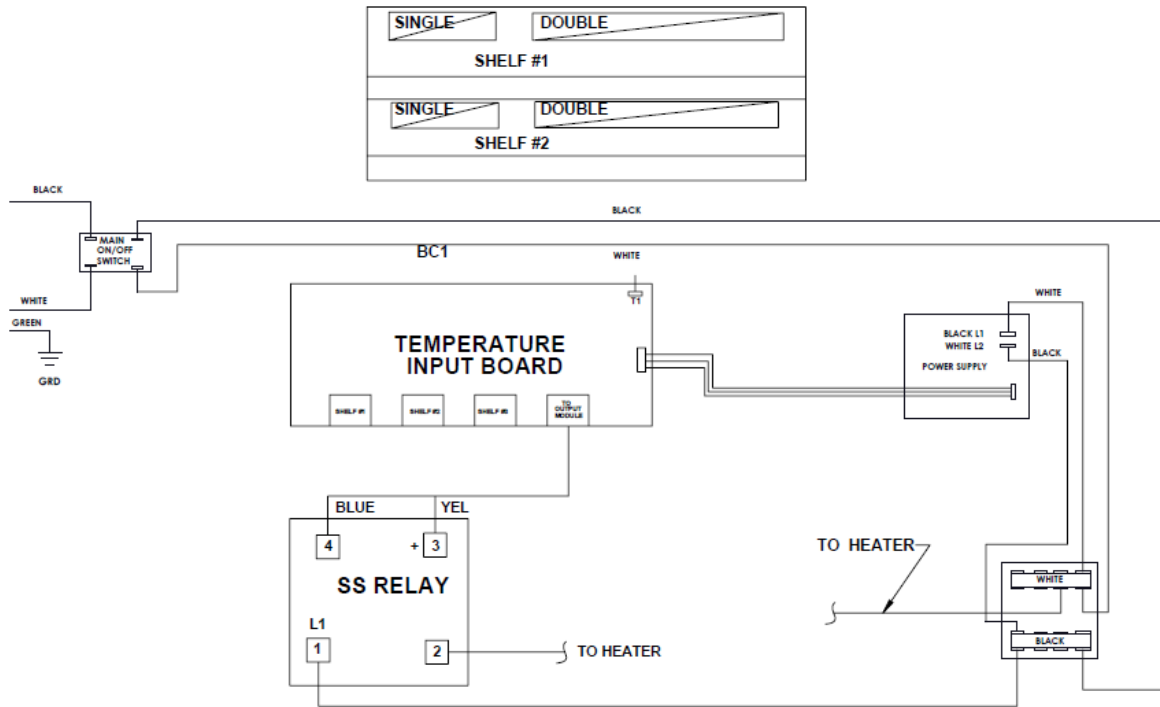 SINGLE DOUBLE
SHELF #1
SINGLE DOUBLE
SHELF #2
BLACK
BLACK
MAIN
ON/OFF
SWITCH
BC1
WHITE
WHITE
T1
WHITE
GREEN
GRD
TEMPERATURE
INPUT BOARD
BLACK L1
WHITE L2
BLACK
POWER SUPPLY
SHELF #1
SHELF #2
SHELF #3
TO
OUTPUT
MODULE
BLUE
YEL
4
+ 3
SS RELAY
L1
1
2
TO HEATER
TO HEATER
WHITE
BLACK